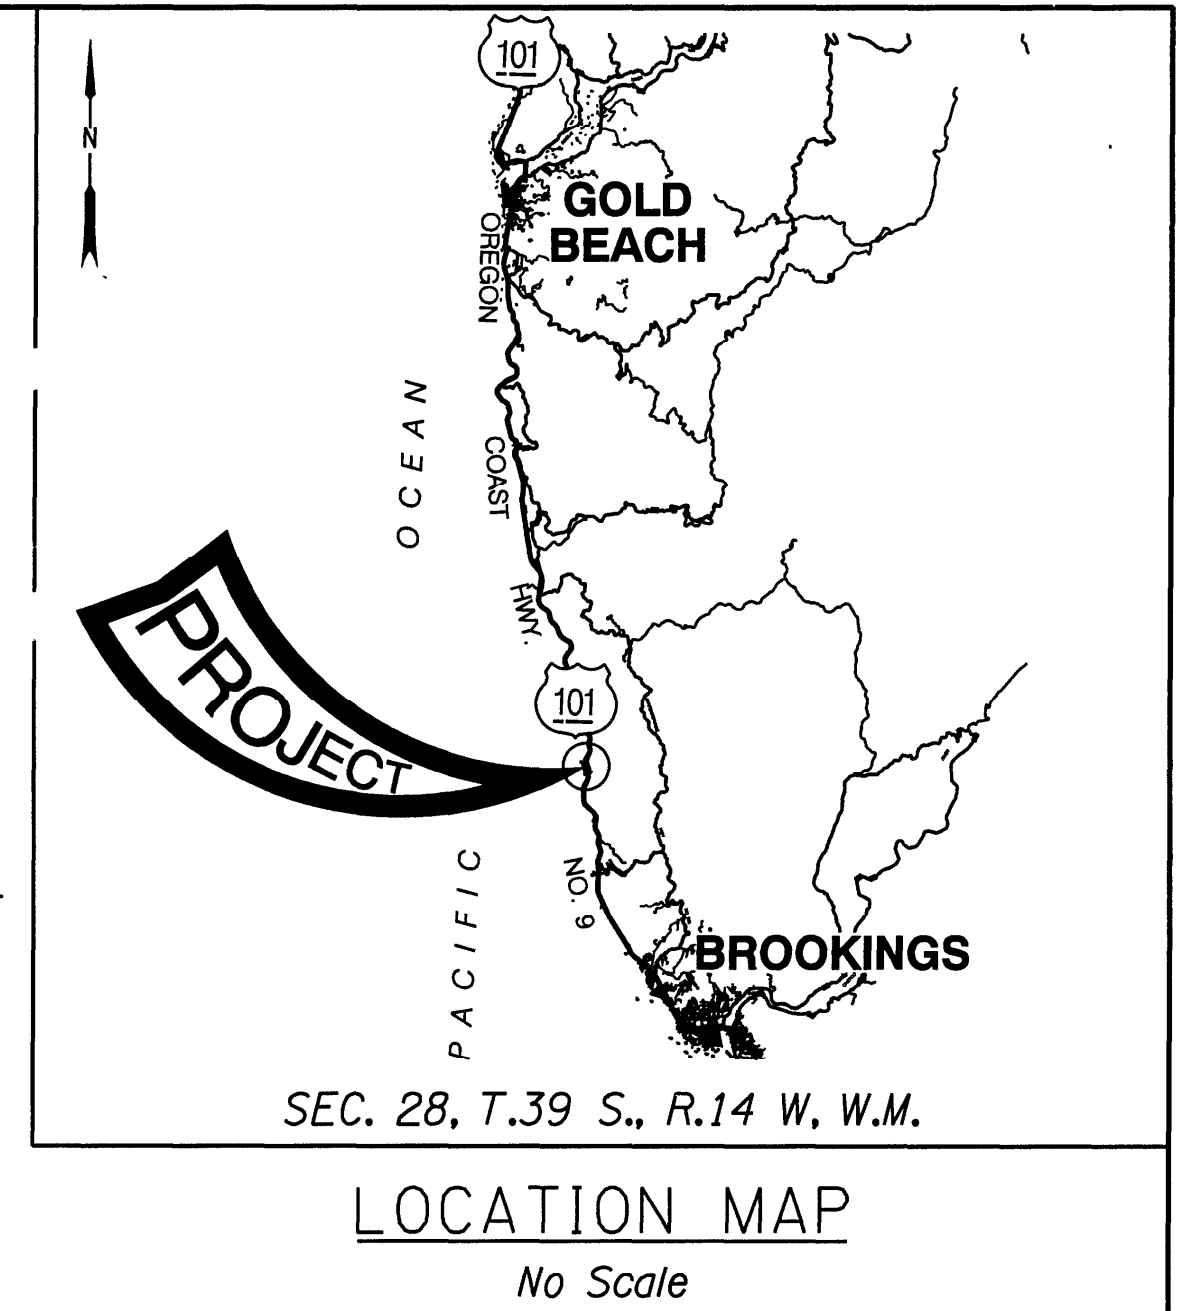 101
N
GOLD
BEACH
OREGON
COAST
HWY.
OCEAN
PROJECT
101
NO. 9
PACIFIC
BROOKINGS
SEC. 28, T.39 S., R.14 W, W.M.
LOCATION MAP
No Scale